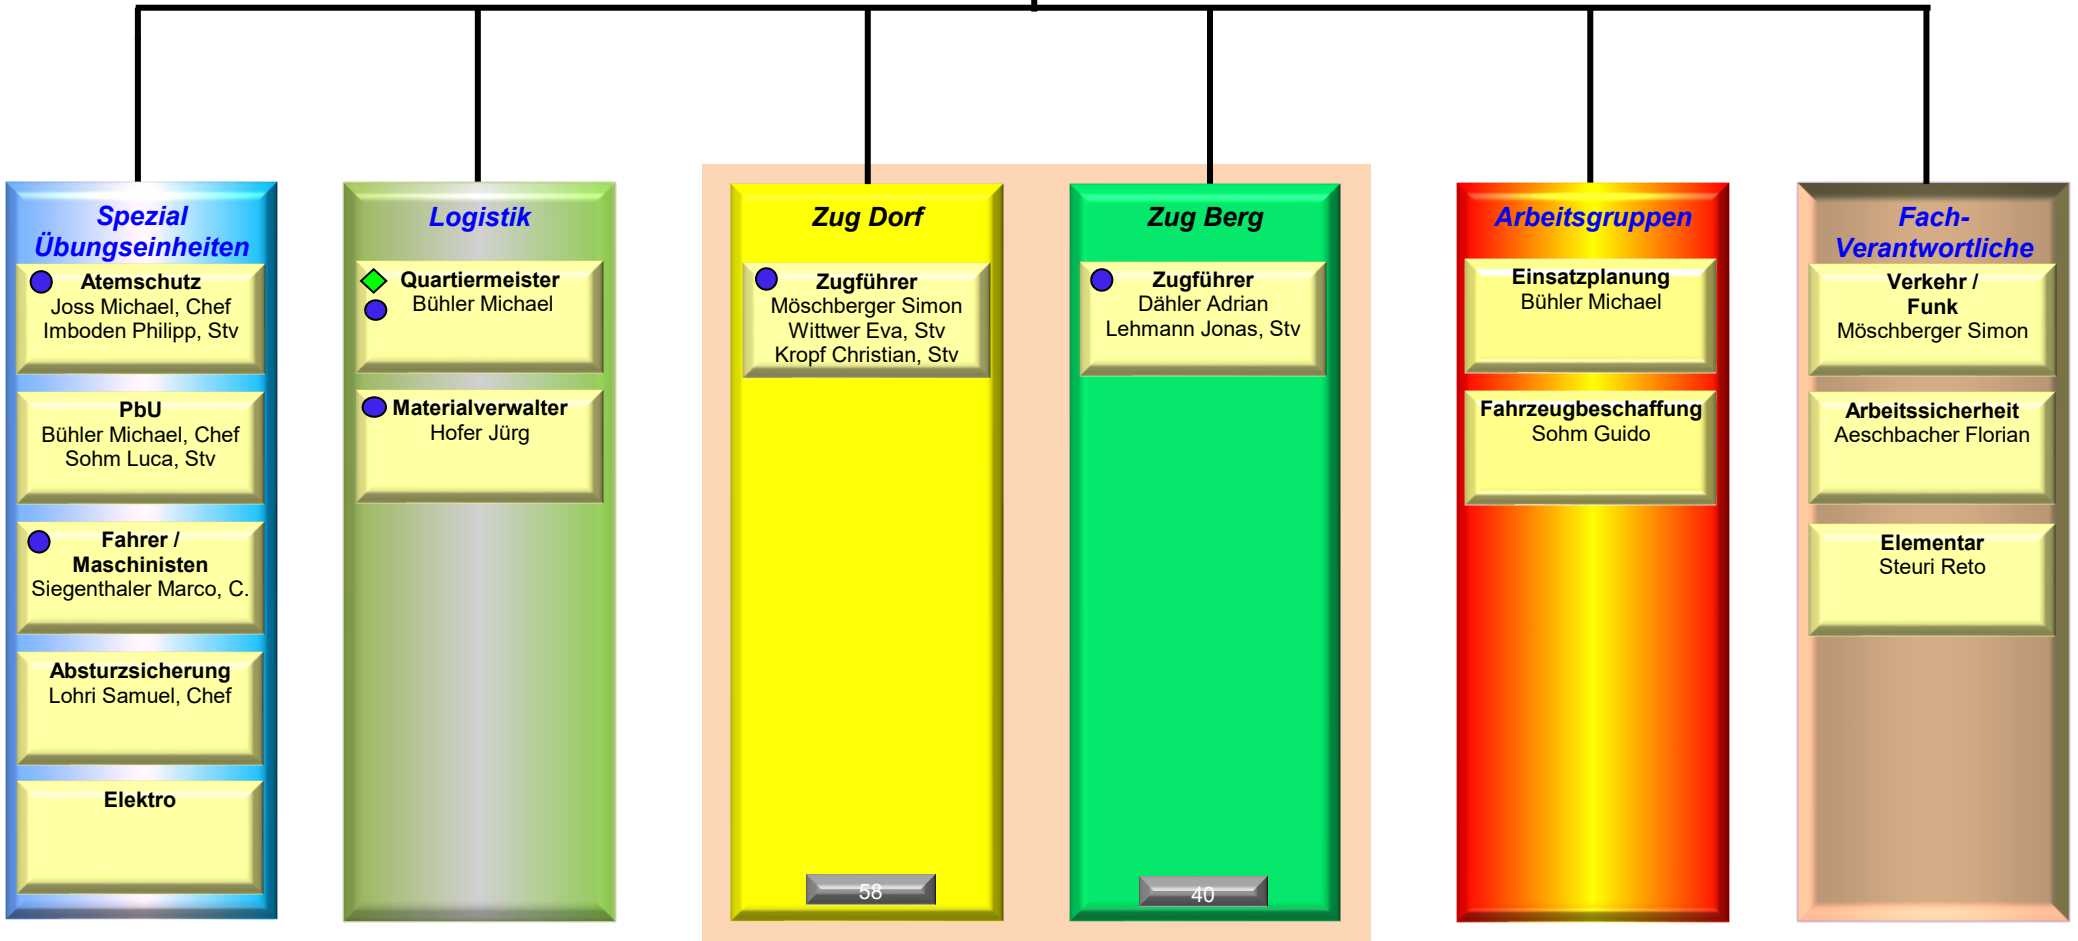 Spezial
Übungseinheiten
Atemschutz
Joss Michael, Chef
Imboden Philipp, Stv
PbU
Bühler Michael, Chef
Sohm Luca, Stv
Fahrer /
Maschinisten
Siegenthaler Marco, C.
Absturzsicherung
Lohri Samuel, Chef
Elektro
Logistik
Quartiermeister
Bühler Michael
Materialverwalter
Hofer Jürg
Zug Dorf
Zugführer
Möschberger Simon
Wittwer Eva, Stv
Kropf Christian, Stv
58
Zug Berg
Zugführer
Dähler Adrian
Lehmann Jonas, Stv
40
Arbeitsgruppen
Einsatzplanung
Bühler Michael
Fahrzeugbeschaffung
Sohm Guido
Fach-
Verantwortliche
Verkehr /
Funk
Möschberger Simon
Arbeitssicherheit
Aeschbacher Florian
Elementar
Steuri Reto